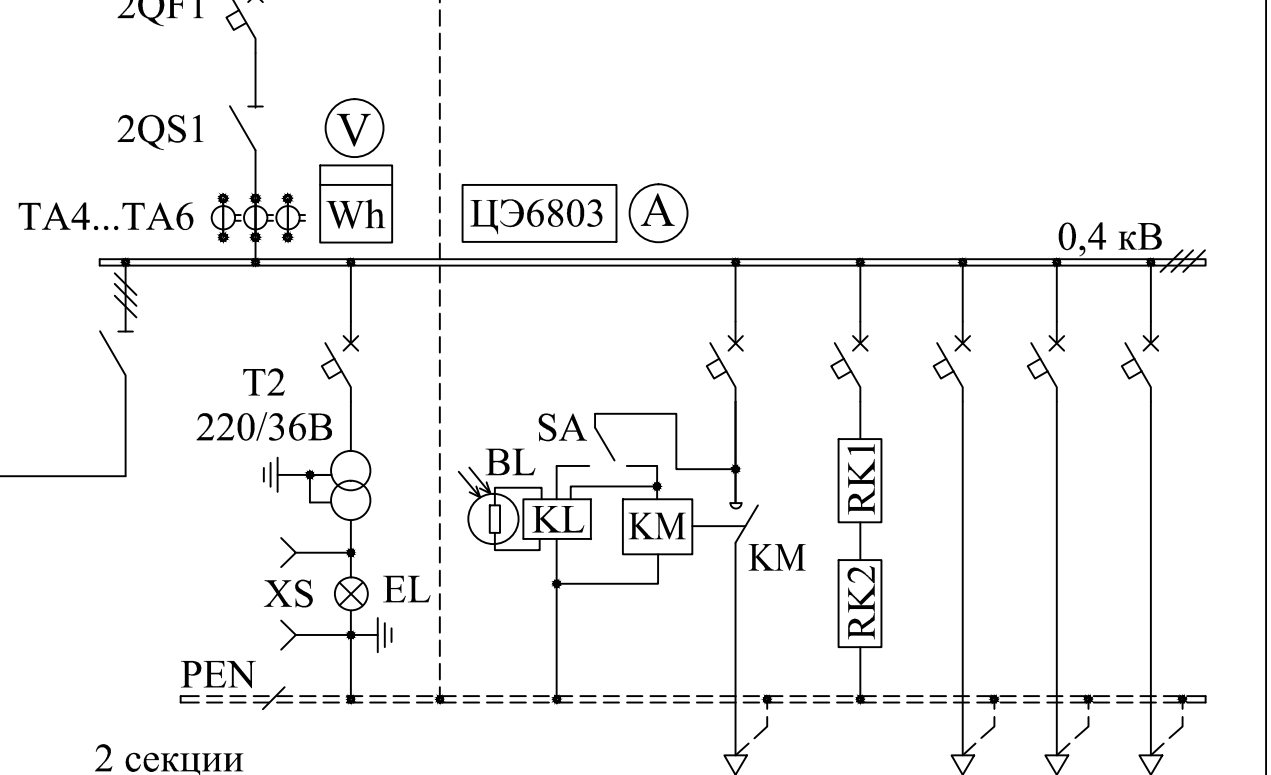 2QF1
2QS1
V
TA4...TA6
Wh
ЦЭ6803
A
0,4 кВ
T2
220/36В
SA
BL
KL
KM
RK1
KM
RK2
XS
EL
PEN
2 секции